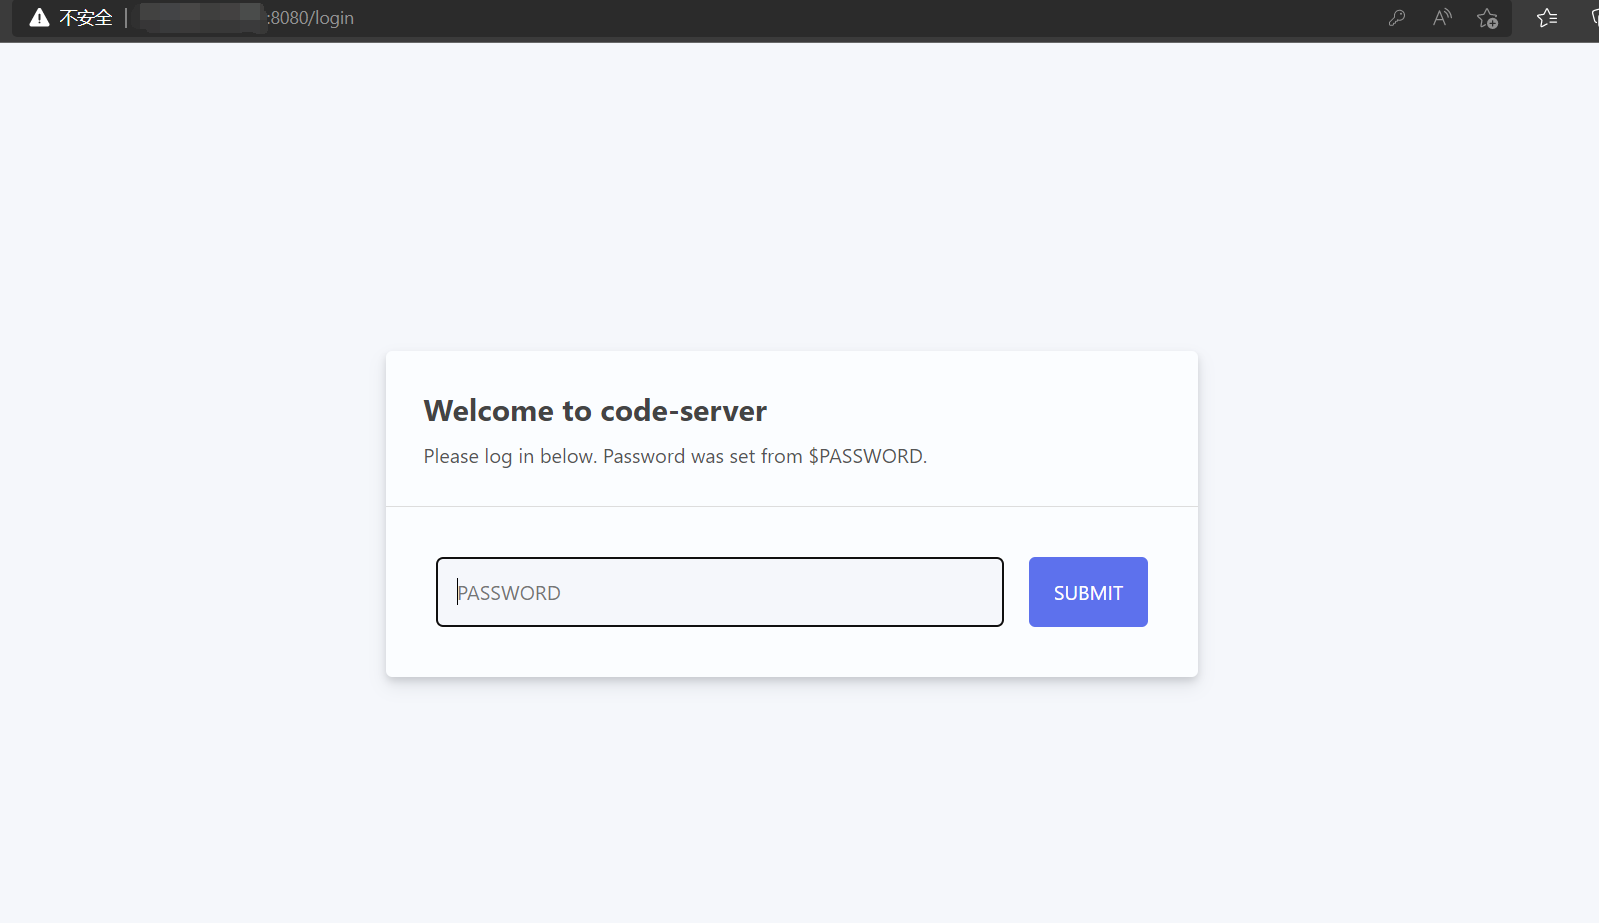 不安全 | :8080/login
Welcome to code-server
Please log in below. Password was set from $PASSWORD.
PASSWORD
SUBMIT